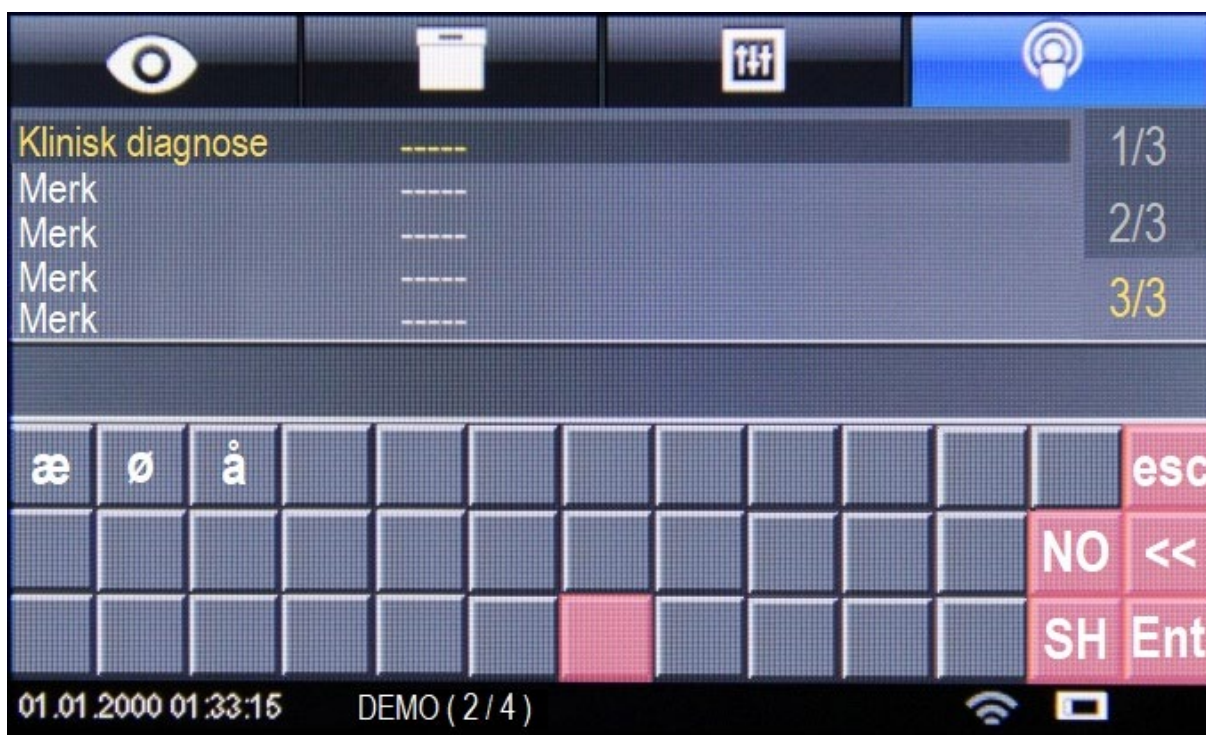 Klinisk diagnose -----
1/3
Merk -----
2/3
Merk -----
Merk -----
3/3
Merk -----
æ ø å esc
NO <<
SH Ent
01.01.2000 01:33:15 DEMO ( 2 / 4 )